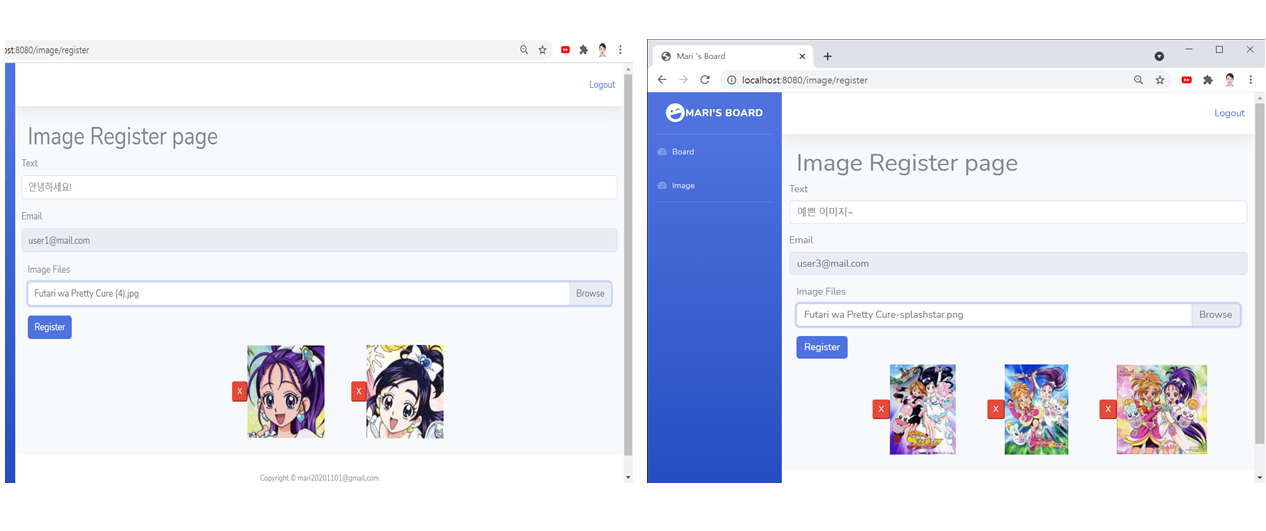 ost:8080/image/register
Logout
Image Register page
Text
안녕하세요!
Email
user1@mail.com
Image Files
Futari wa Pretty Cure (4).jpg
Browse
Register
X
X
Copyright © mari20201101@gmail.com
Mari 's Board
localhost:8080/image/register
MARI'S BOARD
Logout
Board
Image
Image Register page
Text
예쁜 이미지~
Email
user3@mail.com
Image Files
Futari wa Pretty Cure-splashstar.png
Browse
Register
X
X
X